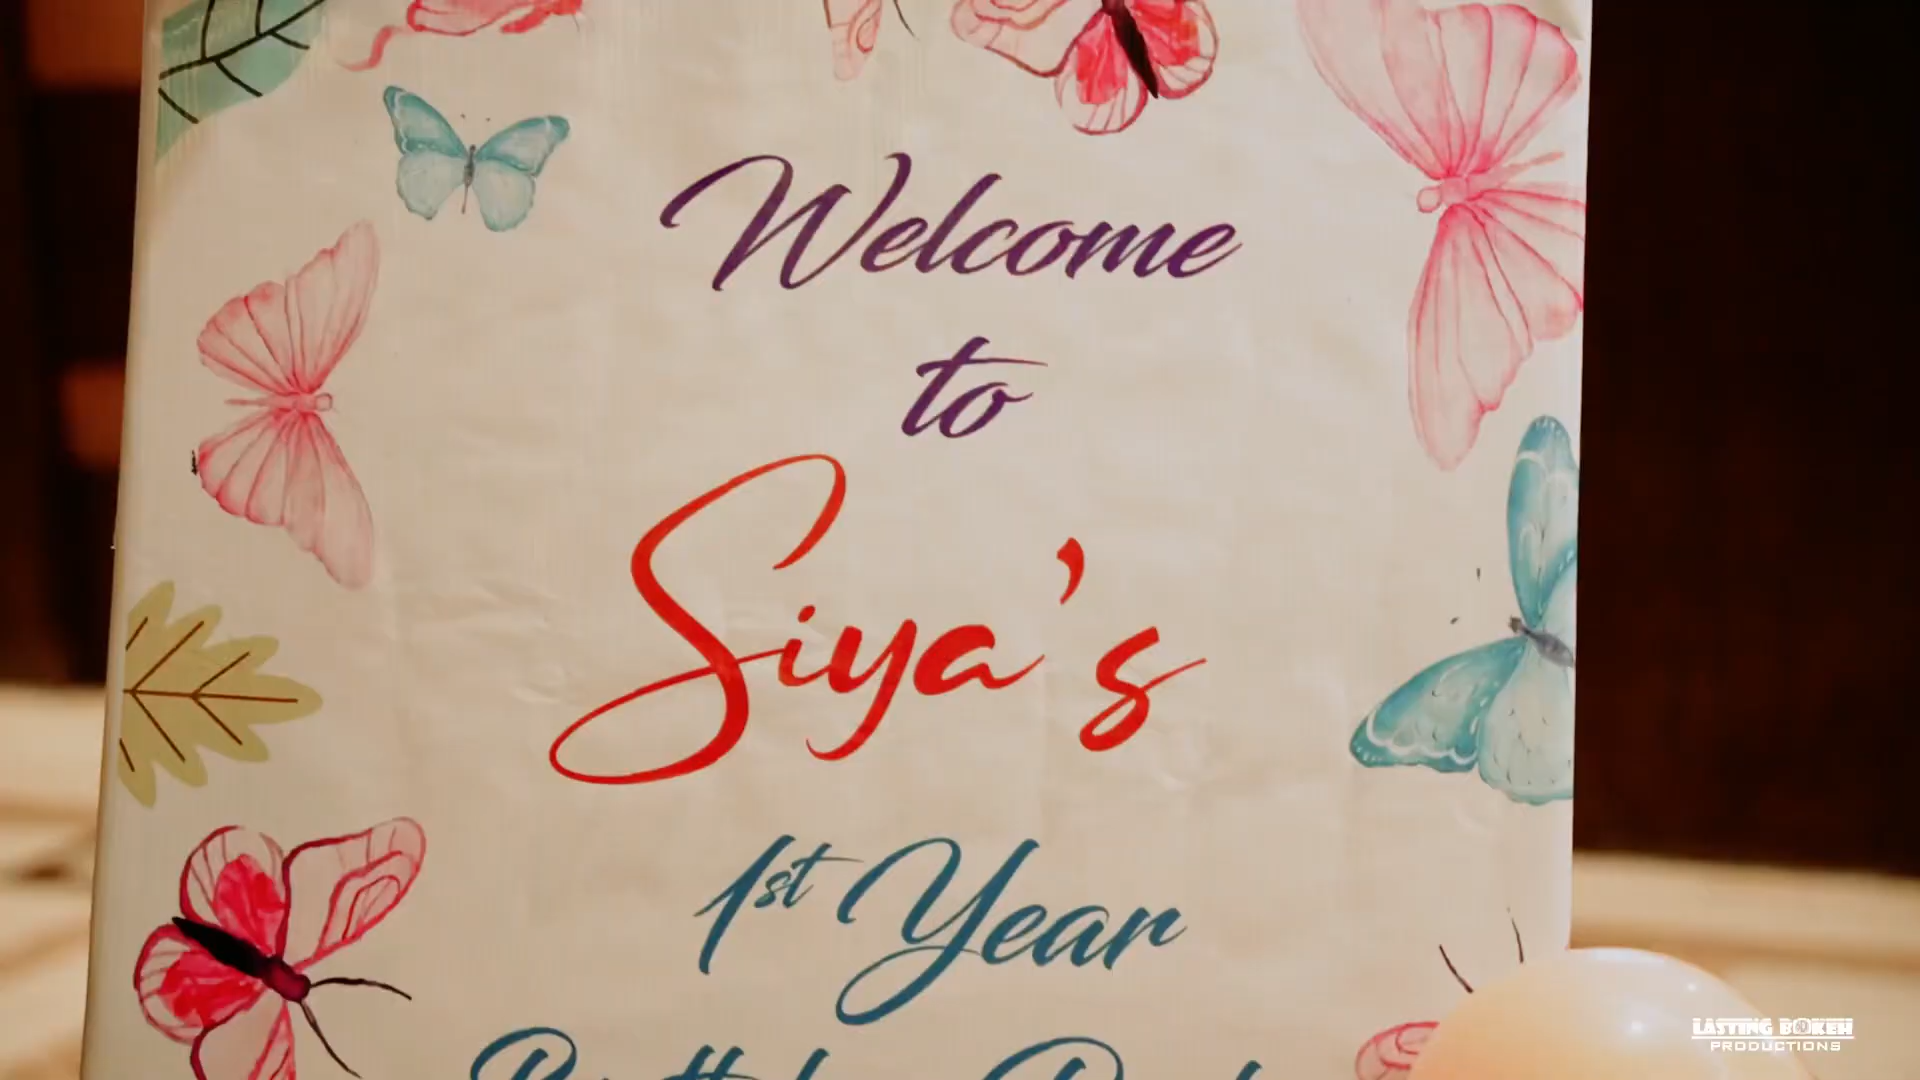 Welcome
to
Siya's
1st Year
LASTING BOKEH
PRODUCTIONS